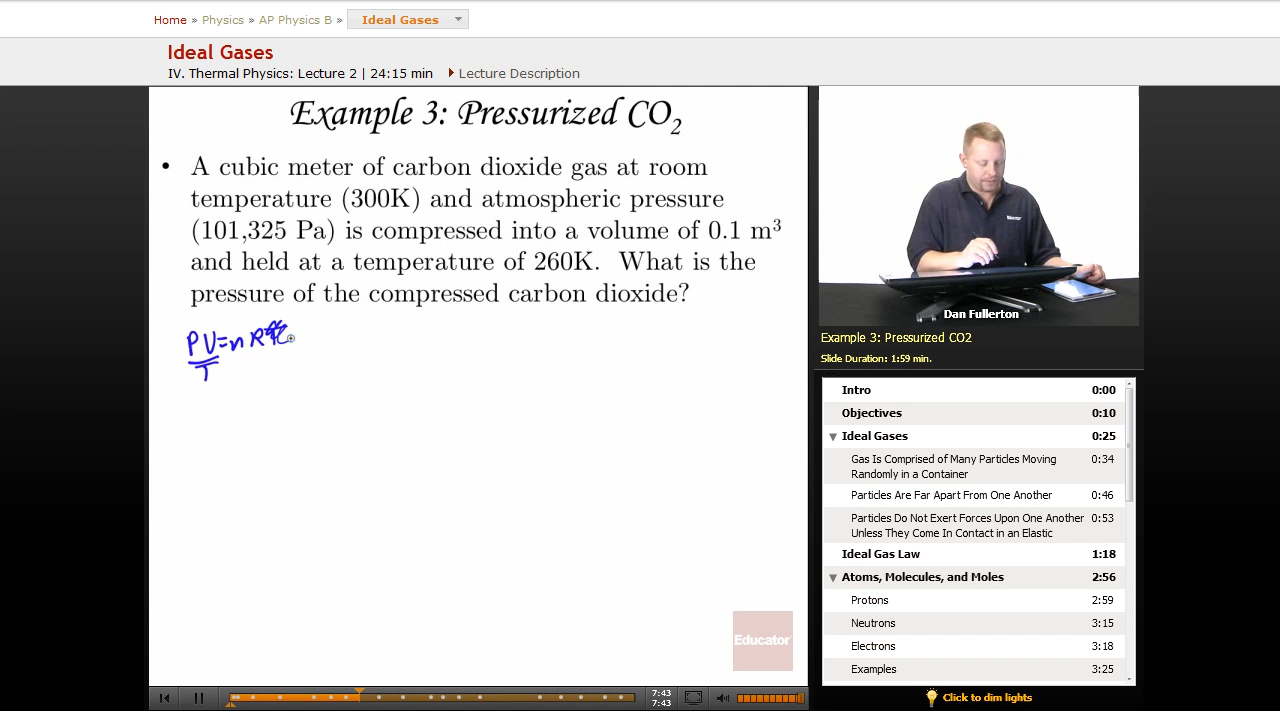 Home » Physics » AP Physics B » Ideal Gases
Ideal Gases
IV. Thermal Physics: Lecture 2 | 24:15 min Lecture Description
Example 3: Pressurized CO2
• A cubic meter of carbon dioxide gas at room
temperature (300K) and atmospheric pressure
(101,325 Pa) is compressed into a volume of 0.1 m³
and held at a temperature of 260K. What is the
pressure of the compressed carbon dioxide?
PV=nR
T
Educator
Dan Fullerton
Example 3: Pressurized CO2
Slide Duration: 1:59 min.
Intro 0:00
Objectives 0:10
Ideal Gases 0:25
Gas Is Comprised of Many Particles Moving
Randomly in a Container 0:34
Particles Are Far Apart From One Another 0:46
Particles Do Not Exert Forces Upon One Another
Unless They Come In Contact in an Elastic 0:53
Ideal Gas Law 1:18
Atoms, Molecules, and Moles 2:56
Protons 2:59
Neutrons 3:15
Electrons 3:18
Examples 3:25
7:43
7:43
Click to dim lights